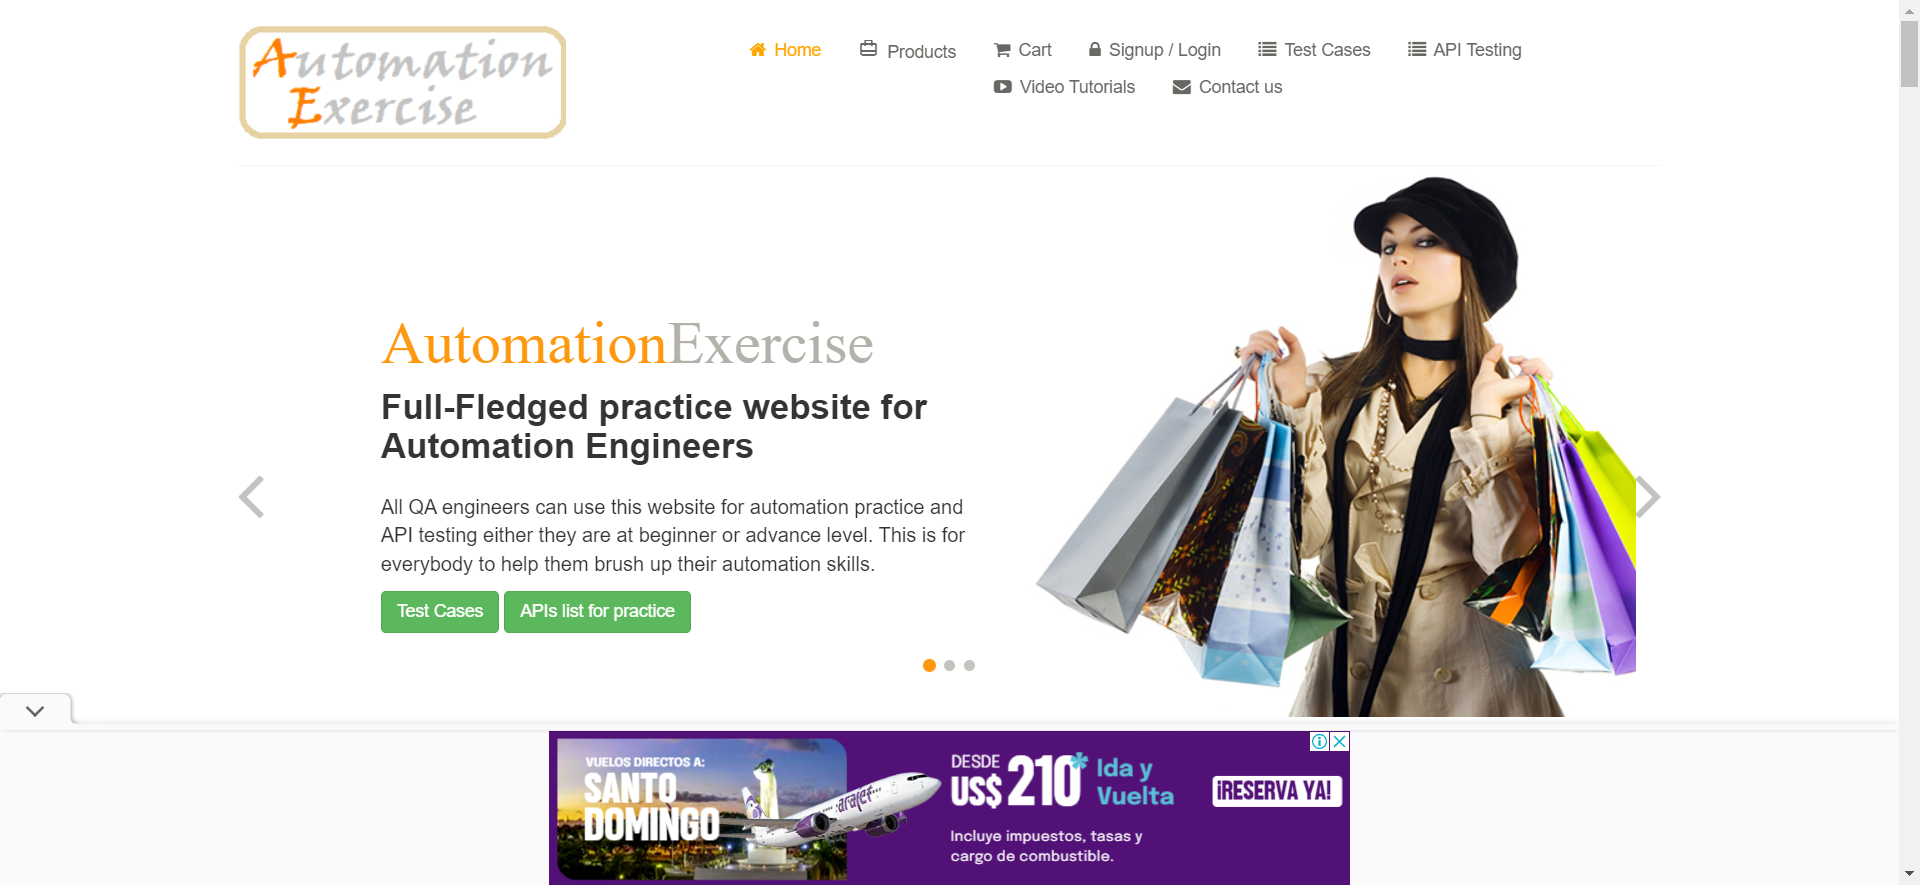 Automation
Exercise
Home
Products
Cart
Signup / Login
Test Cases
API Testing
Video Tutorials
Contact us
AutomationExercise
Full-Fledged practice website for
Automation Engineers
All QA engineers can use this website for automation practice and
API testing either they are at beginner or advance level. This is for
everybody to help them brush up their automation skills.
Test Cases
APIs list for practice
VUELOS DIRECTOS A:
SANTO
DOMINGO
arajet
DESDE
US$ 210*
Ida y
Vuelta
Incluye impuestos, tasas y
cargo de combustible.
¡RESERVA YA!